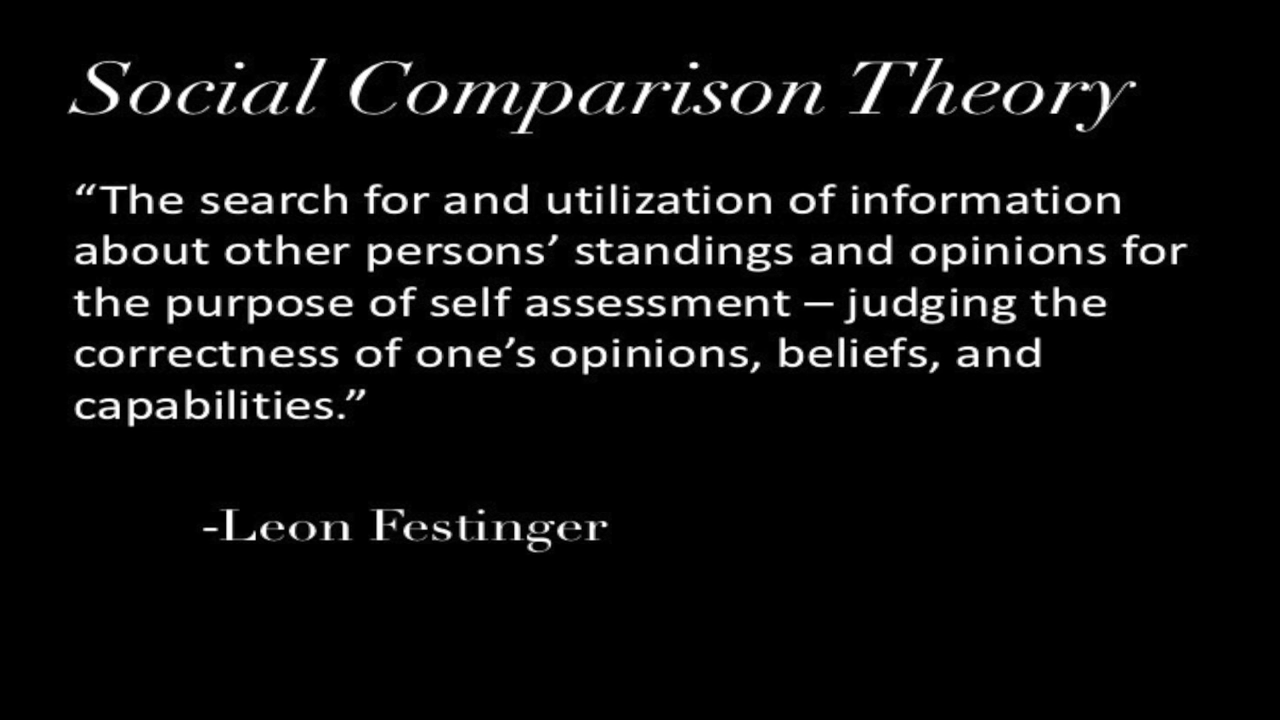 Social Comparison Theory
“The search for and utilization of information
about other persons’ standings and opinions for
the purpose of self assessment – judging the
correctness of one’s opinions, beliefs, and
capabilities.”
-Leon Festinger